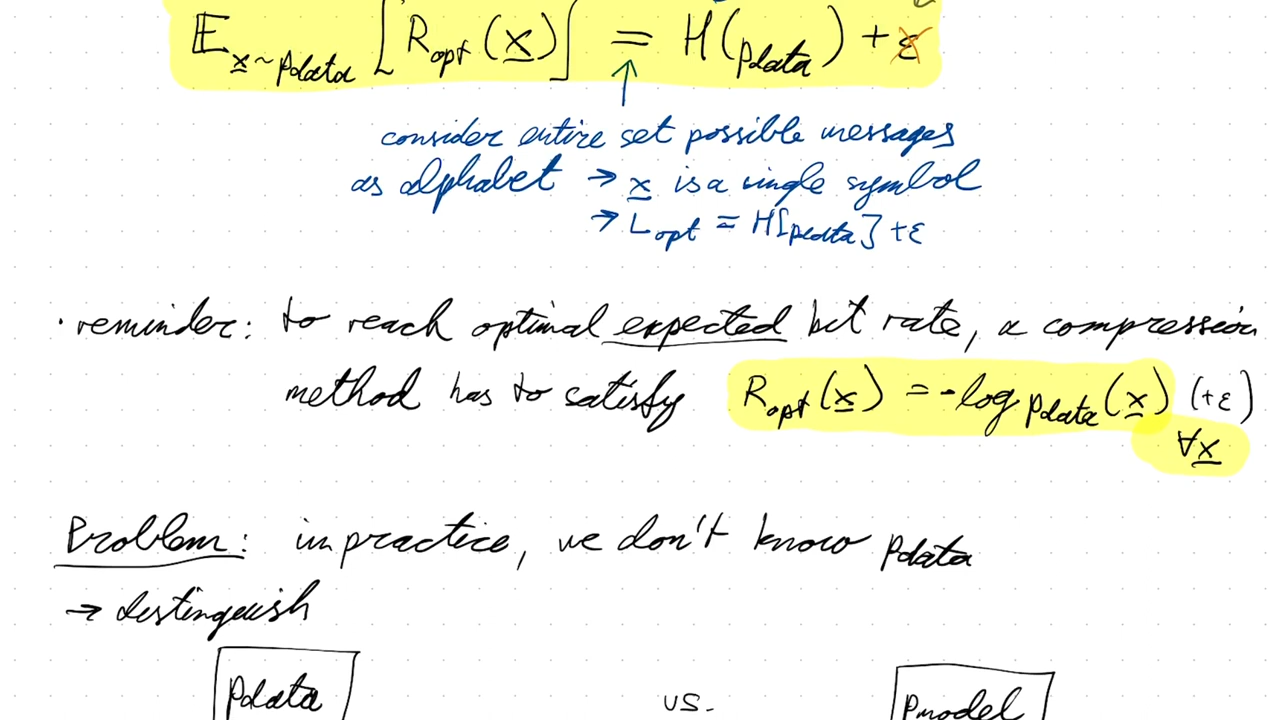 E x~pdata [ Ropt (x) ] = H(pdata) + ε
consider entire set possible messages
as alphabet → x is a single symbol
→ Lopt = H[pdata] + ε
· reminder: to reach optimal expected bit rate, a compression
method has to satisfy Ropt(x) = -log pdata(x) (+ε)
∀x
Problem: in practice, we don't know pdata
→ distinguish
pdata vs. pmodel